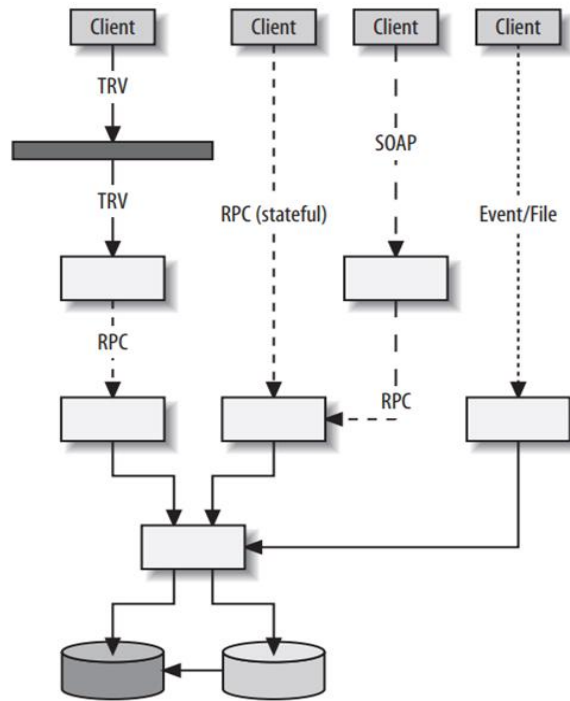 Client
Client
Client
Client
TRV
SOAP
TRV
RPC (stateful)
Event/File
RPC
RPC